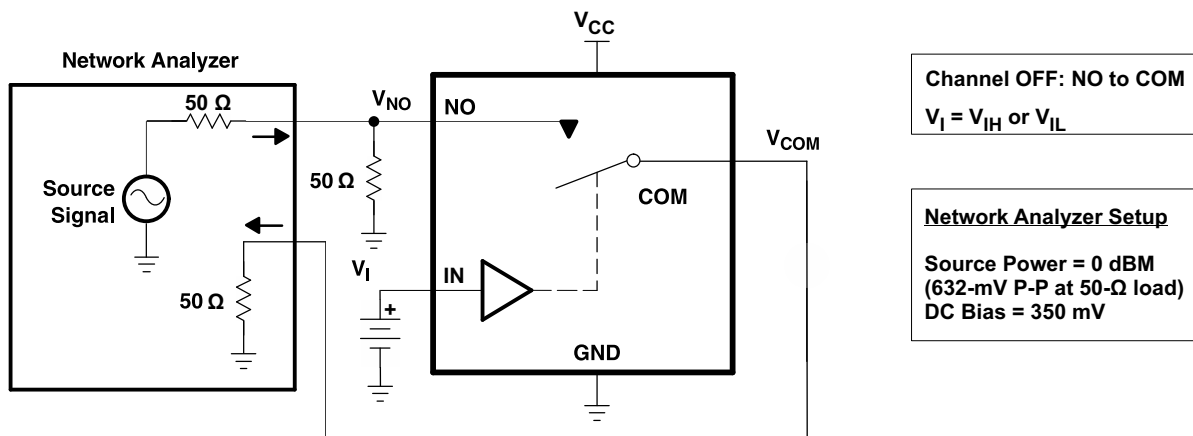 Network Analyzer
50 Ω
Source
Signal
50 Ω
V_NO
50 Ω
V_I
+
V_CC
NO
COM
IN
GND
V_COM
Channel OFF: NO to COM
V_I = V_IH or V_IL
Network Analyzer Setup
Source Power = 0 dBM
(632-mV P-P at 50-Ω load)
DC Bias = 350 mV